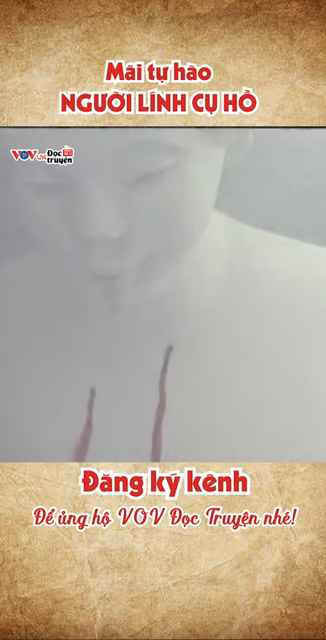 Mãi tự hào
NGƯỜI LÍNH CỤ HỒ
VOV LIVE Đọc truyện
Đăng ký kênh
Để ủng hộ VOV Đọc Truyện nhé!